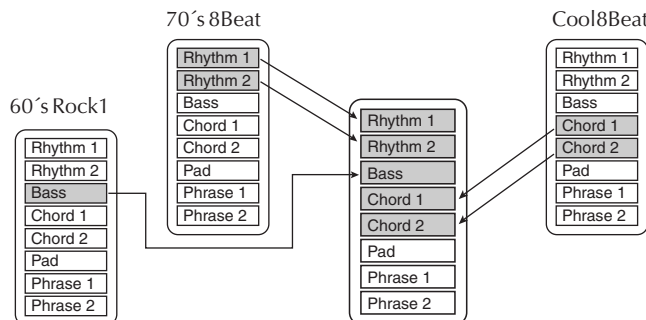 60´s Rock1
Rhythm 1
Rhythm 2
Bass
Chord 1
Chord 2
Pad
Phrase 1
Phrase 2
70´s 8Beat
Rhythm 1
Rhythm 2
Bass
Chord 1
Chord 2
Pad
Phrase 1
Phrase 2
Rhythm 1
Rhythm 2
Bass
Chord 1
Chord 2
Pad
Phrase 1
Phrase 2
Cool8Beat
Rhythm 1
Rhythm 2
Bass
Chord 1
Chord 2
Pad
Phrase 1
Phrase 2